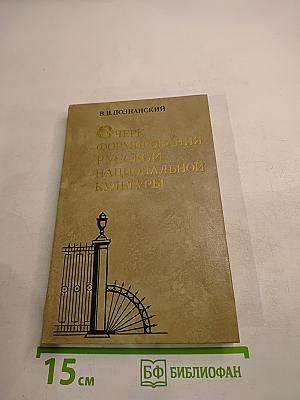 В.В. ПОЗНАНСКИЙ
ОЧЕРК
ФОРМИРОВАНИЯ
РУССКОЙ
НАЦИОНАЛЬНОЙ
КУЛЬТУРЫ
15 см
БФ БИБЛИОФАН